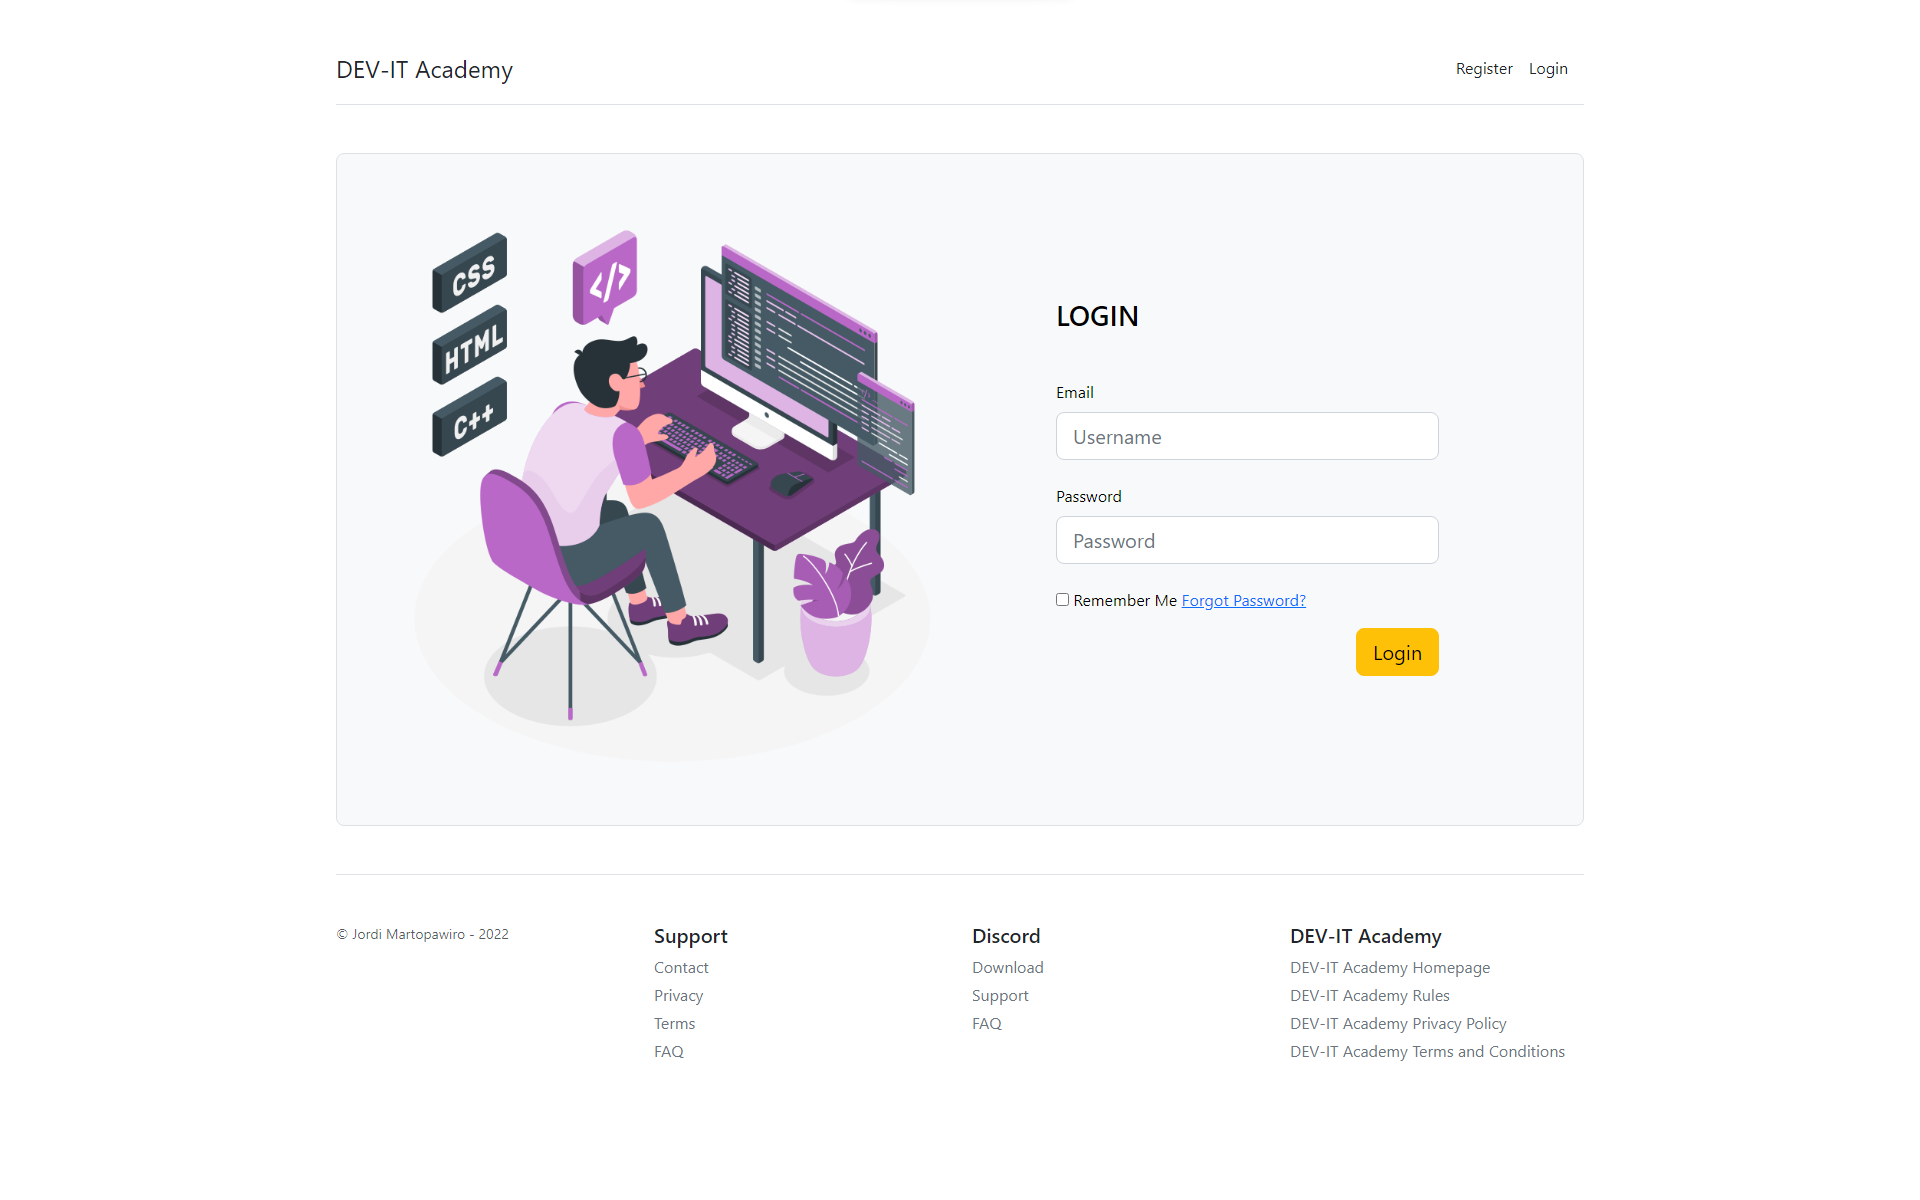 DEV-IT Academy
Register Login
CSS
HTML
C++
</>
LOGIN
Email
Username
Password
Password
Remember Me Forgot Password?
Login
© Jordi Martopawiro - 2022
Support
Contact
Privacy
Terms
FAQ
Discord
Download
Support
FAQ
DEV-IT Academy
DEV-IT Academy Homepage
DEV-IT Academy Rules
DEV-IT Academy Privacy Policy
DEV-IT Academy Terms and Conditions